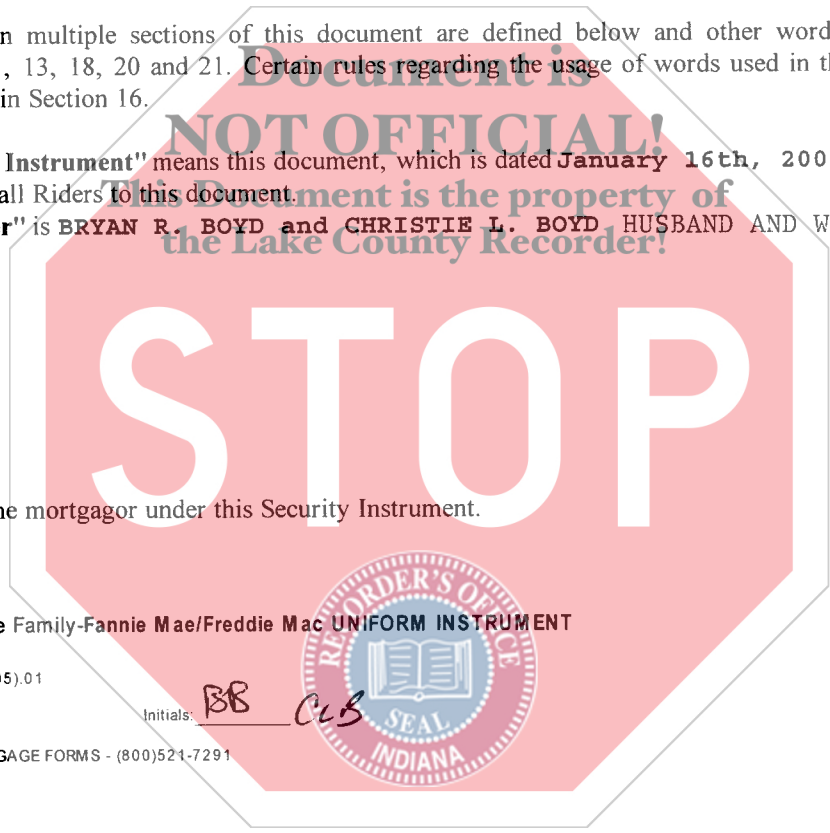 n multiple sections of this document are defined below and other word
, 13, 18, 20 and 21. Certain rules regarding the usage of words used in th
in Section 16.
Document is
NOT OFFICIAL!
Instrument" means this document, which is dated January 16th, 200
all Riders to this document.
This Document is the property of
r" is BRYAN R. BOYD and CHRISTIE L. BOYD HUSBAND AND W
the Lake County Recorder!
STOP
ne mortgagor under this Security Instrument.
e Family-Fannie Mae/Freddie Mac UNIFORM INSTRUMENT
05).01
Initials: BB CLB
GAGE FORMS - (800)521-7291
RECORDER'S OFFICE
SEAL
INDIANA